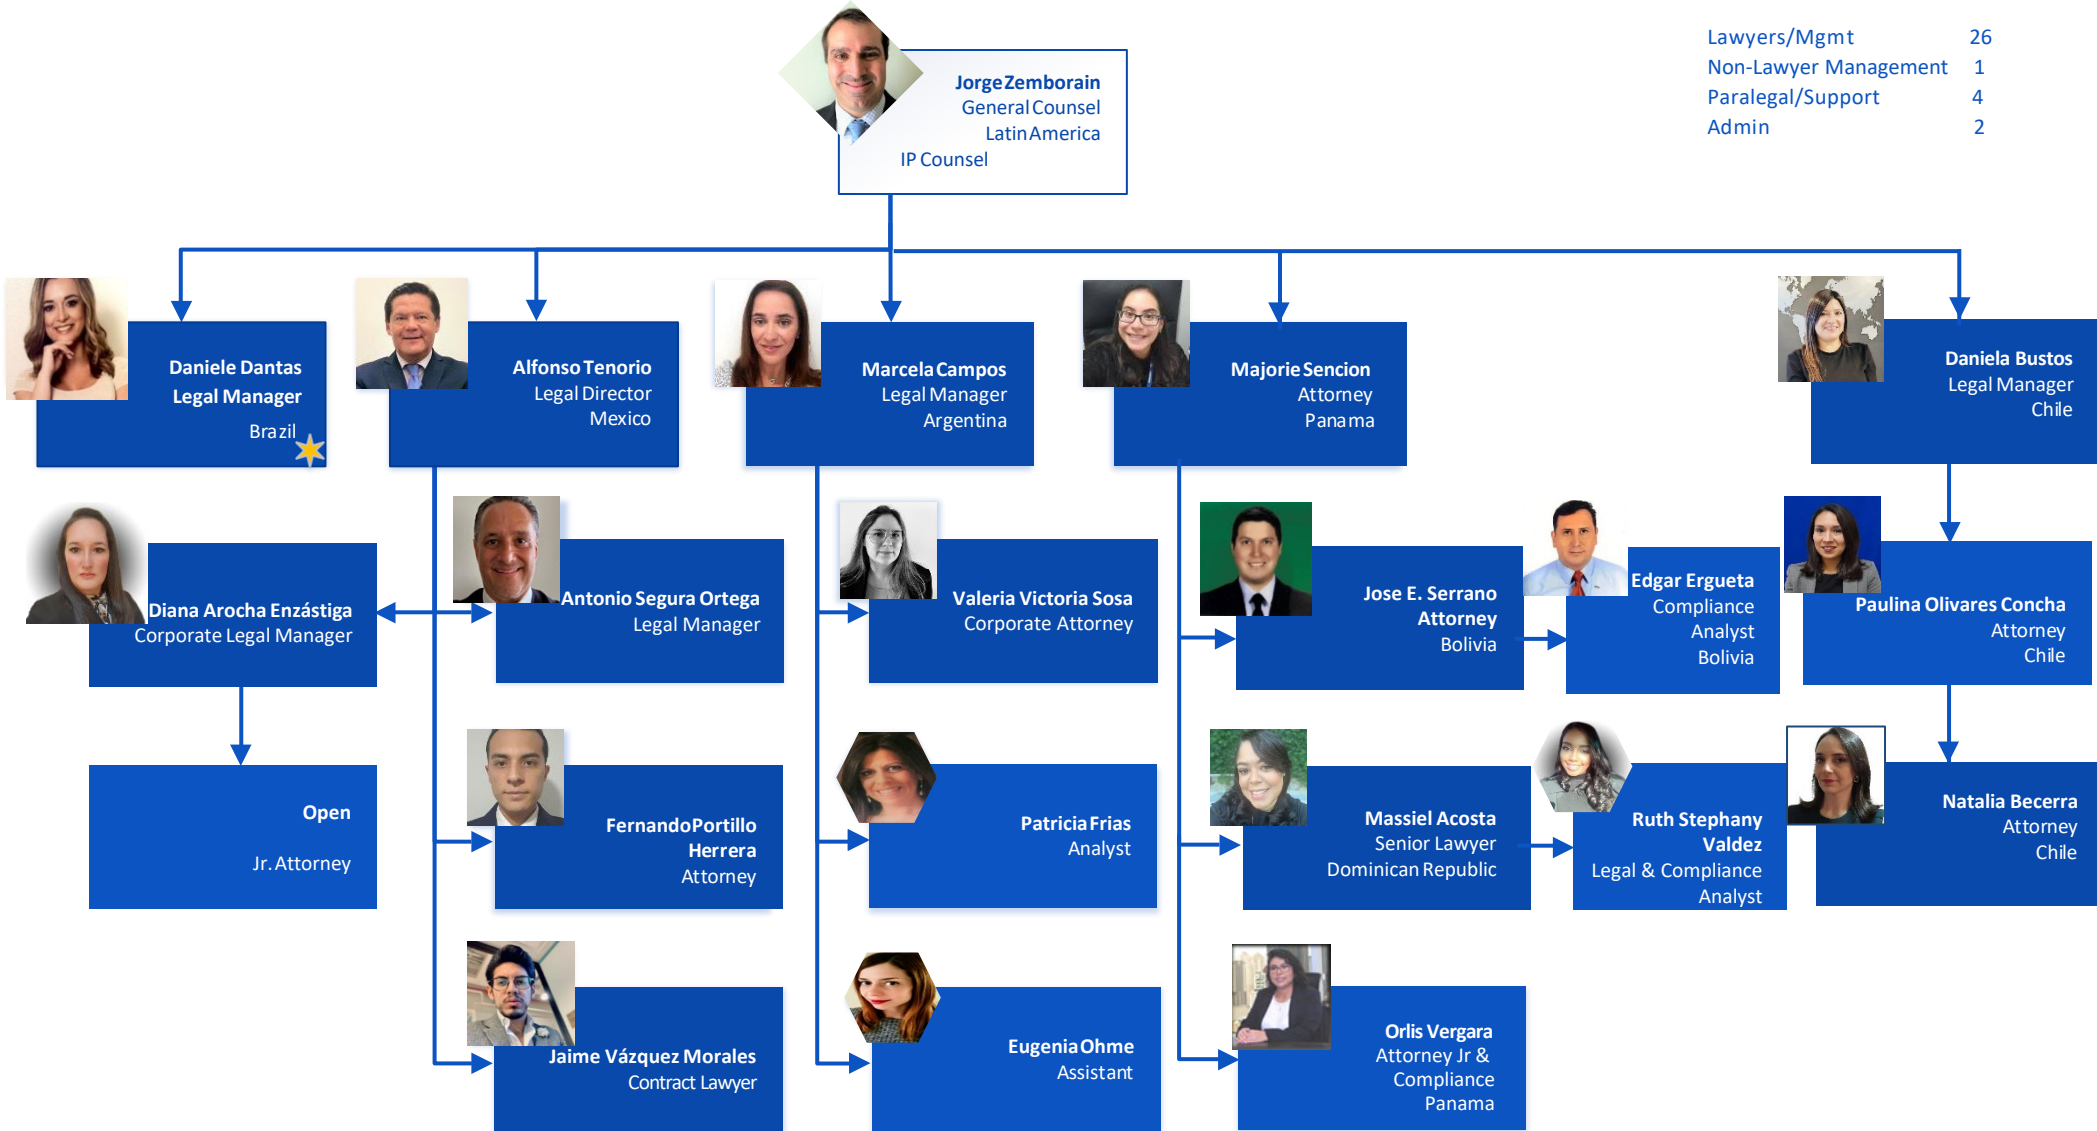 Lawyers/Mgmt 26
Non-Lawyer Management 1
Paralegal/Support 4
Admin 2
Jorge Zemborain
General Counsel
Latin America
IP Counsel
Daniele Dantas
Legal Manager
Brazil
Alfonso Tenorio
Legal Director
Mexico
Marcela Campos
Legal Manager
Argentina
Majorie Sencion
Attorney
Panama
Daniela Bustos
Legal Manager
Chile
Diana Arocha Enzástiga
Corporate Legal Manager
Antonio Segura Ortega
Legal Manager
Valeria Victoria Sosa
Corporate Attorney
Jose E. Serrano
Attorney
Bolivia
Edgar Ergueta
Compliance
Analyst
Bolivia
Paulina Olivares Concha
Attorney
Chile
Open
Jr. Attorney
Fernando Portillo
Herrera
Attorney
Patricia Frias
Analyst
Massiel Acosta
Senior Lawyer
Dominican Republic
Ruth Stephany
Valdez
Legal & Compliance
Analyst
Natalia Becerra
Attorney
Chile
Jaime Vázquez Morales
Contract Lawyer
Eugenia Ohme
Assistant
Orlis Vergara
Attorney Jr &
Compliance
Panama